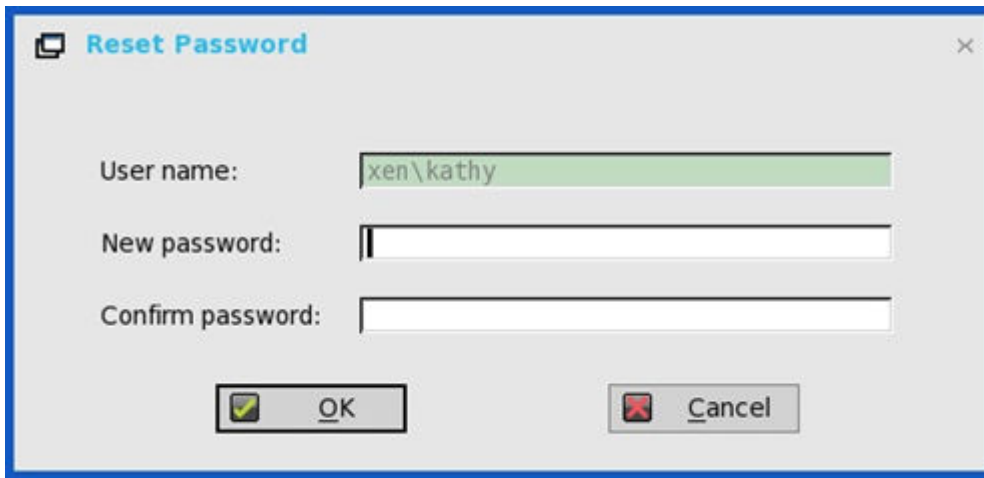 Reset Password
User name: xen\kathy
New password:
Confirm password:
OK Cancel